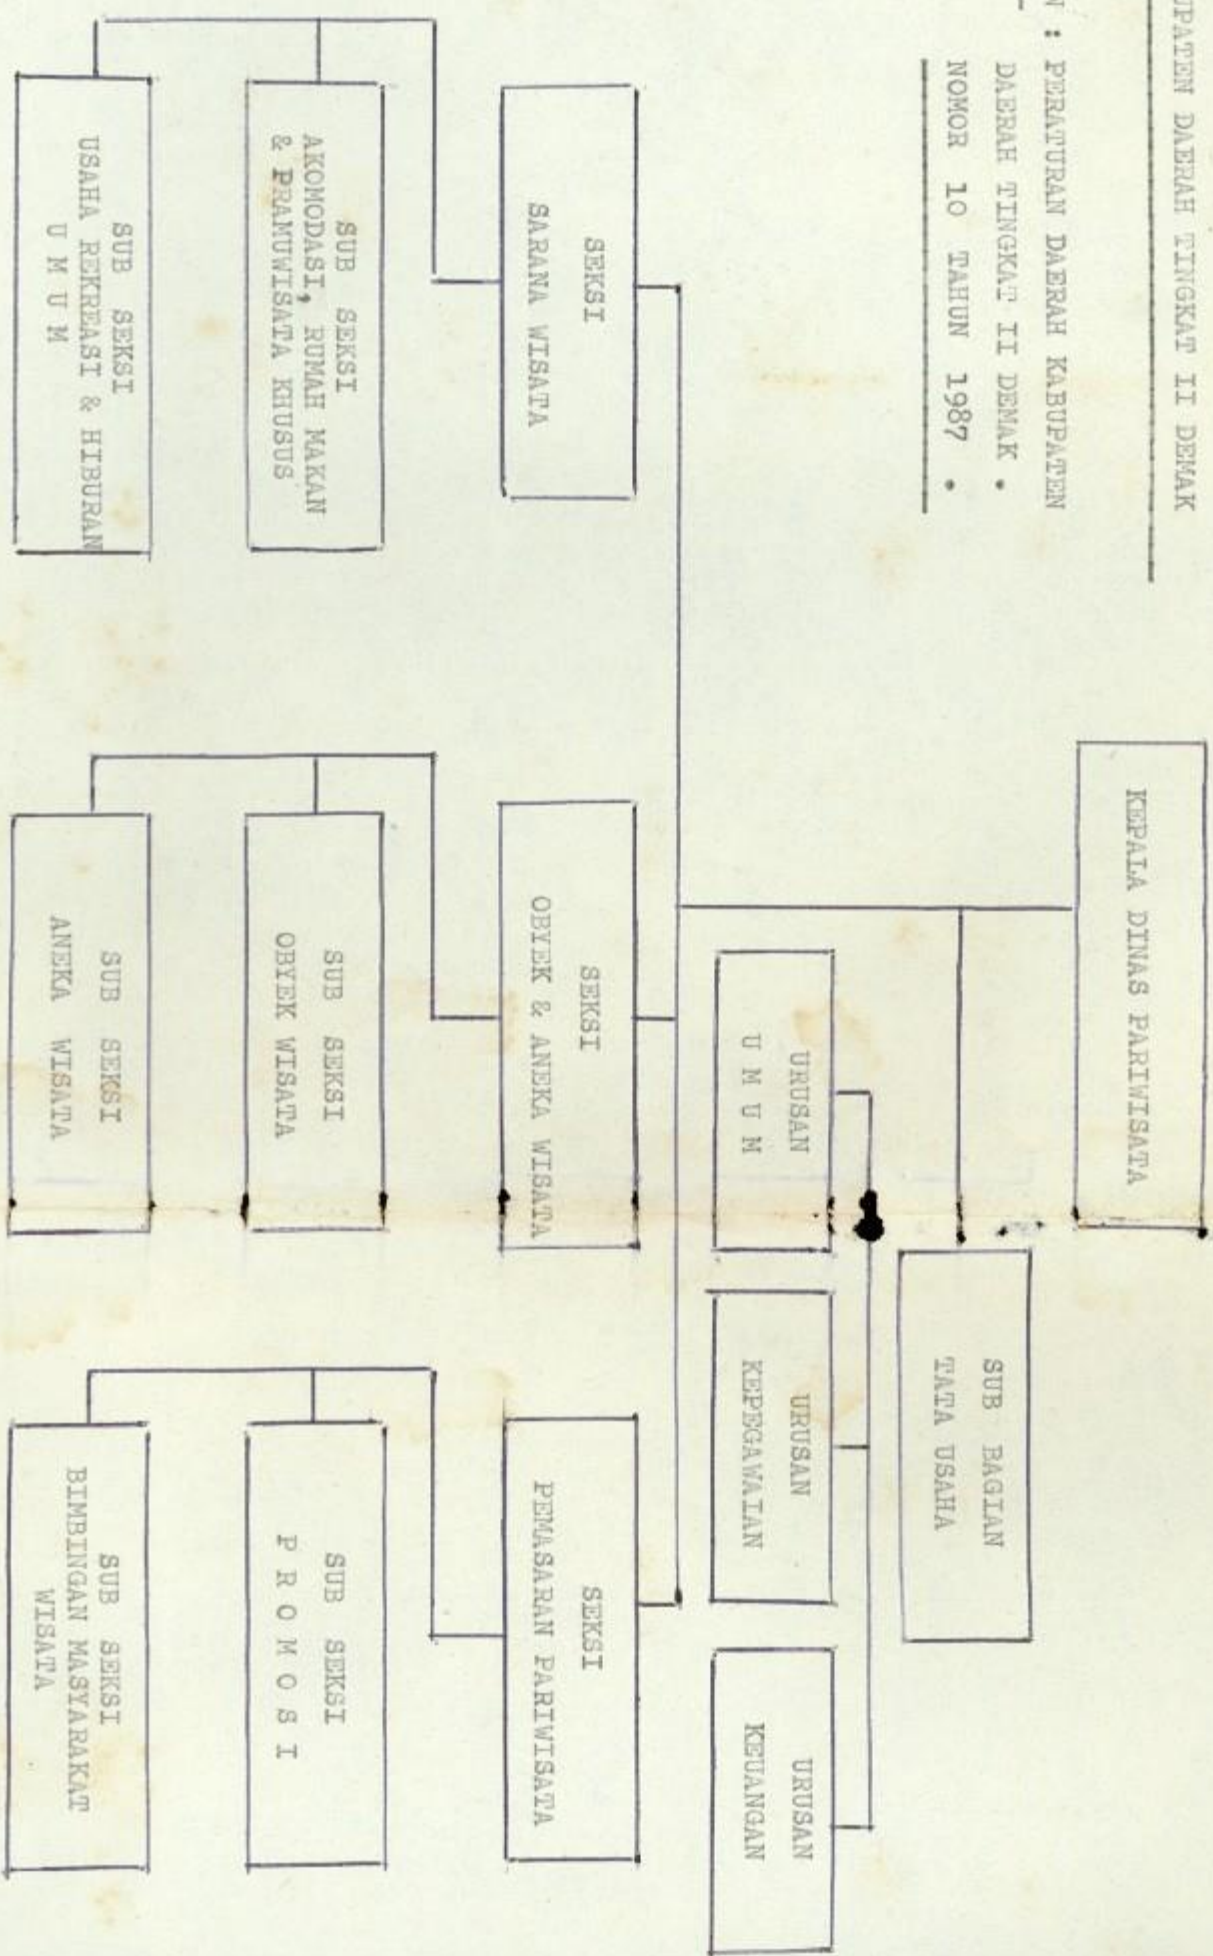 UPATEN DAERAH TINGKAT II DEMAK
N : PERATURAN DAERAH KABUPATEN
DAERAH TINGKAT II DEMAK .
NOMOR 10 TAHUN 1987 .
KEPALA DINAS PARIWISATA
SUB BAGIAN
TATA USAHA
URUSAN
U M U M
URUSAN
KEPEGAWAIAN
URUSAN
KEUANGAN
SEKSI
SARANA WISATA
SEKSI
OBYEK & ANEKA WISATA
SEKSI
PEMASARAN PARIWISATA
SUB SEKSI
AKOMODASI, RUMAH MAKAN
& PRAMUWISATA KHUSUS
SUB SEKSI
OBYEK WISATA
SUB SEKSI
P R O M O S I
SUB SEKSI
USAHA REKREASI & HIBURAN
U M U M
SUB SEKSI
ANEKA WISATA
SUB SEKSI
BIMBINGAN MASYARAKAT
WISATA